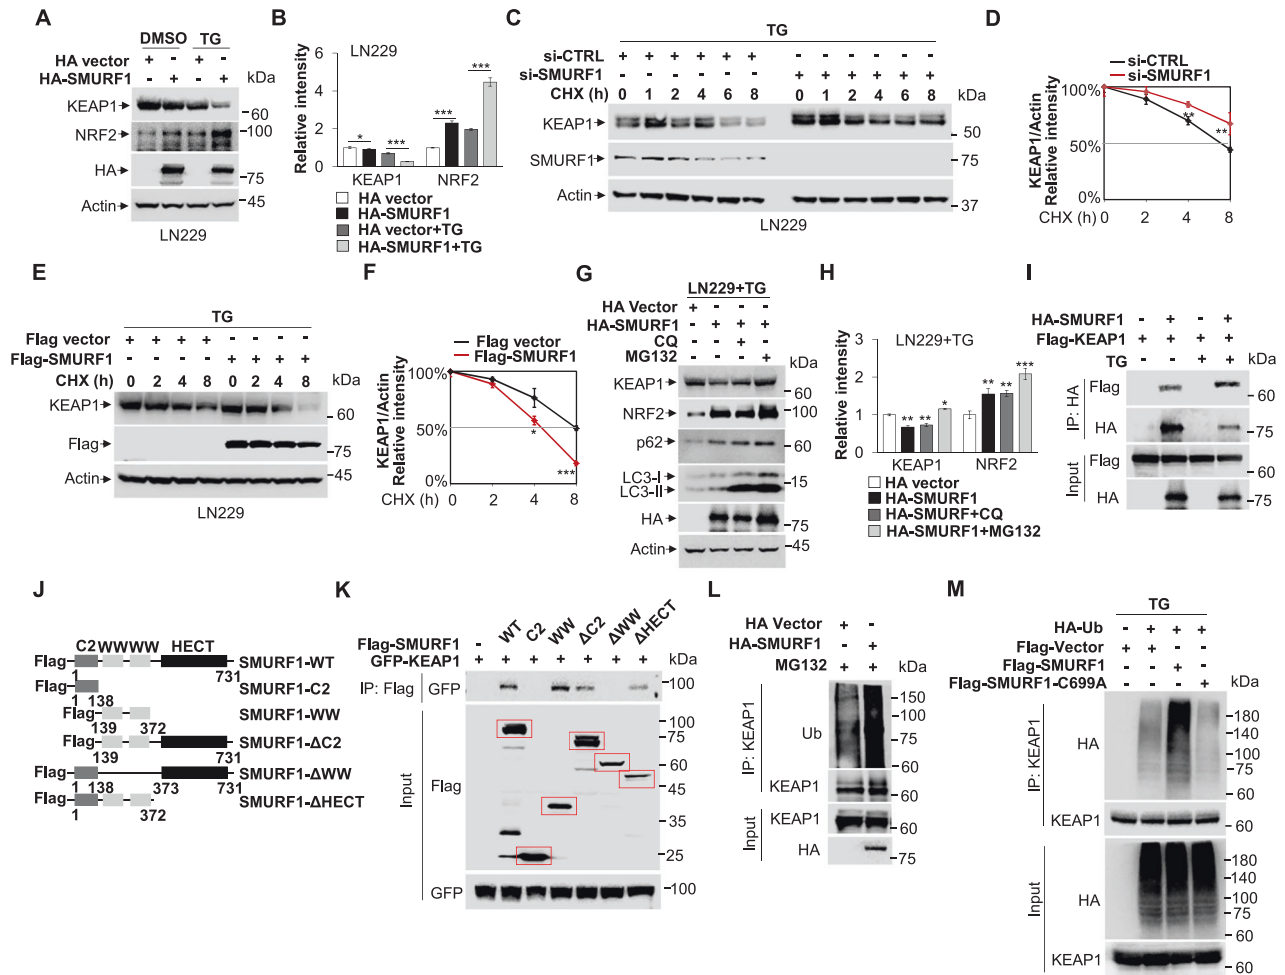 A
DMSO TG
HA vector + - + -
HA-SMURF1 - + - +
kDa
KEAP1
60
NRF2
100
HA
75
Actin
45
LN229
B
LN229
Relative intensity
6
4
2
0
* *** *** ***
KEAP1 NRF2
HA vector
HA-SMURF1
HA vector+TG
HA-SMURF1+TG
C
TG
si-CTRL + + + + + + - - - - - -
si-SMURF1 - - - - - - + + + + + +
CHX (h) 0 1 2 4 6 8 0 1 2 4 6 8 kDa
KEAP1
50
SMURF1
75
Actin
37
LN229
D
si-CTRL
si-SMURF1
KEAP1/Actin
Relative intensity
100%
50%
0%
**
**
CHX (h) 0 2 4 8
E
TG
Flag vector + + + + - - - -
Flag-SMURF1 - - - - + + + +
CHX (h) 0 2 4 8 0 2 4 8 kDa
KEAP1
60
Flag
75
Actin
45
LN229
F
Flag vector
Flag-SMURF1
KEAP1/Actin
Relative intensity
100%
50%
0%
*
***
CHX (h) 0 2 4 8
G
LN229+TG
HA Vector + - - -
HA-SMURF1 - + + +
CQ - - + -
MG132 - - - +
kDa
KEAP1
60
NRF2
100
p62
60
LC3-I
15
LC3-II
HA
75
Actin
45
H
LN229+TG
Relative intensity
3
2
1
0
** ** * ** ** ***
KEAP1 NRF2
HA vector
HA-SMURF1
HA-SMURF+CQ
HA-SMURF1+MG132
I
HA-SMURF1 - + - +
Flag-KEAP1 + + + +
TG - - + +
kDa
IP: HA
Flag
60
HA
75
Input
Flag
60
HA
75
J
C2 WWWW HECT
Flag SMURF1-WT
1 731
Flag SMURF1-C2
1 138
Flag SMURF1-WW
139 372
Flag SMURF1-ΔC2
139 731
Flag SMURF1-ΔWW
1 138 373 731
Flag SMURF1-ΔHECT
1 372
K
Flag-SMURF1 - WT C2 WW ΔC2 ΔWW ΔHECT
GFP-KEAP1 + + + + + + +
kDa
IP: Flag GFP
100
Input
Flag
100
75
60
45
35
25
GFP
100
L
HA Vector + -
HA-SMURF1 - +
MG132 + +
kDa
IP: KEAP1
Ub
150
100
75
60
KEAP1
60
Input
KEAP1
60
HA
75
M
TG
HA-Ub - + + +
Flag-Vector + + - -
Flag-SMURF1 - - + -
Flag-SMURF1-C699A - - - +
kDa
IP: KEAP1
HA
180
140
100
75
60
KEAP1
60
Input
HA
180
140
100
75
60
KEAP1
60